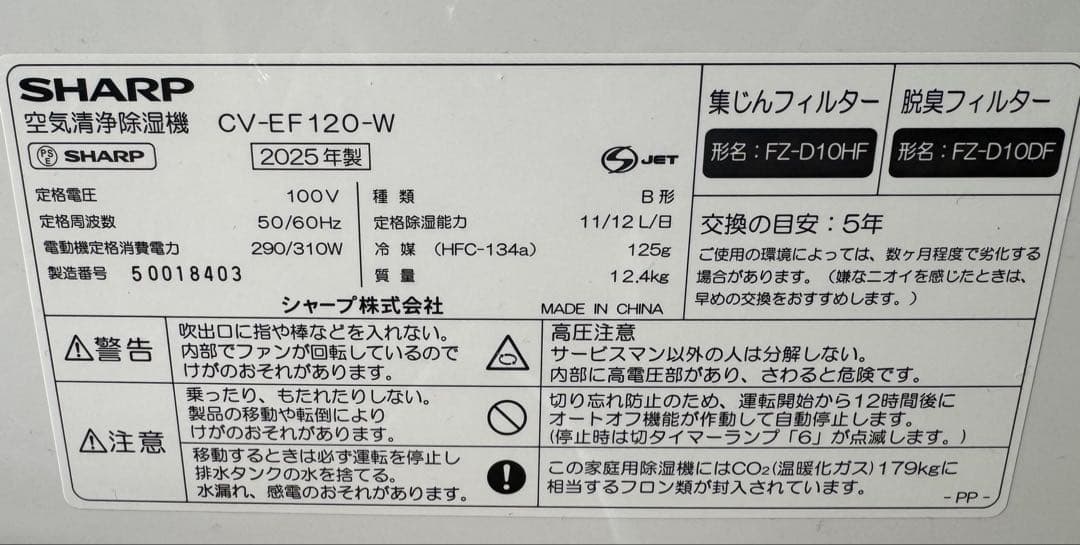 SHARP
空気清浄除湿機 CV-EF120-W
PS E SHARP
2025年製
S JET
定格電圧 100V
定格周波数 50/60Hz
電動機定格消費電力 290/310W
製造番号 50018403
種類 B形
定格除湿能力 11/12 L/日
冷媒 (HFC-134a) 125g
質量 12.4kg
シャープ株式会社
MADE IN CHINA
集じんフィルター
形名:FZ-D10HF
脱臭フィルター
形名:FZ-D10DF
交換の目安:5年
ご使用の環境によっては、数ヶ月程度で劣化する
場合があります。(嫌なニオイを感じたときは、
早めの交換をおすすめします。)
⚠警告
吹出口に指や棒などを入れない。
内部でファンが回転しているので
けがのおそれがあります。
高圧注意
サービスマン以外の人は分解しない。
内部に高電圧部があり、さわると危険です。
⚠注意
乗ったり、もたれたりしない。
製品の移動や転倒により
けがのおそれがあります。
移動するときは必ず運転を停止し
排水タンクの水を捨てる。
水漏れ、感電のおそれがあります。
切り忘れ防止のため、運転開始から12時間後に
オートオフ機能が作動して自動停止します。
(停止時は切タイマーランプ「6」が点滅します。)
この家庭用除湿機にはCO₂(温暖化ガス)179kgに
相当するフロン類が封入されています。
- PP -